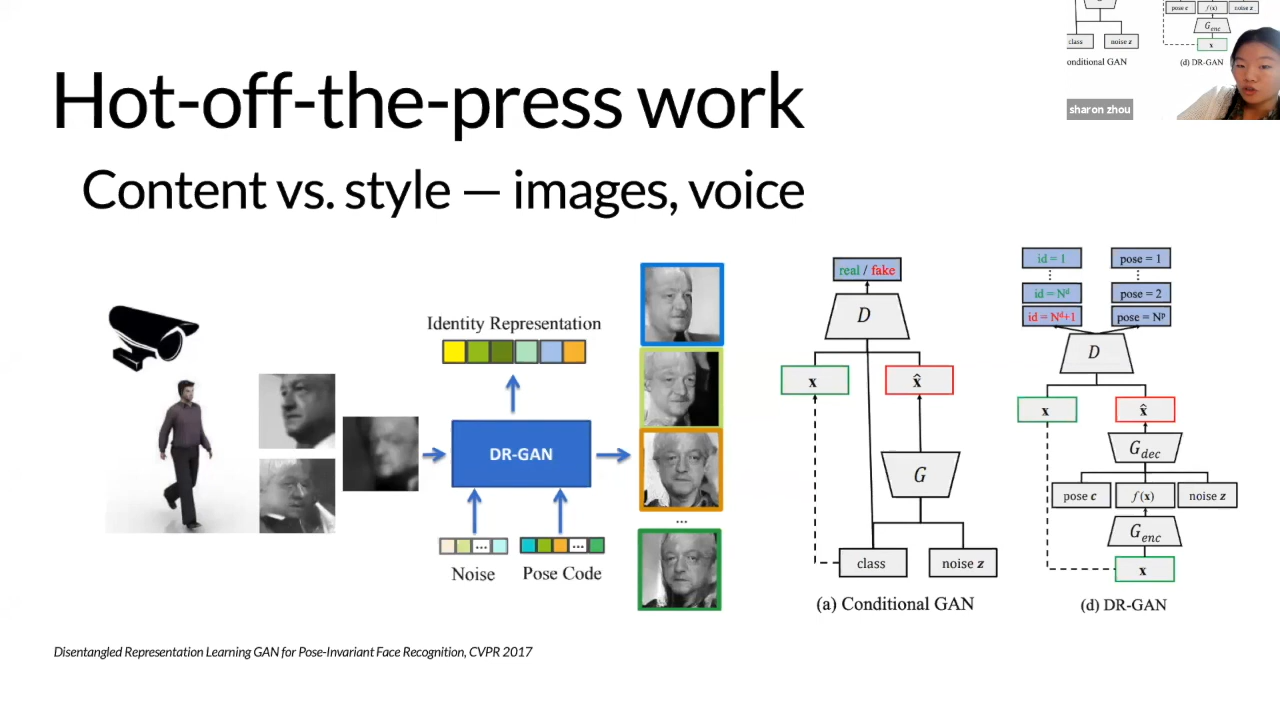 Hot-off-the-press work
Content vs. style — images, voice
Identity Representation
DR-GAN
...
...
...
Noise
Pose Code
real / fake
D
x
x̂
G
class
noise z
(a) Conditional GAN
id = 1
pose = 1
id = Nᵈ
pose = 2
id = Nᵈ+1
pose = Nᵖ
D
x
x̂
G_dec
pose c
f(x)
noise z
G_enc
x
(d) DR-GAN
Disentangled Representation Learning GAN for Pose-Invariant Face Recognition, CVPR 2017
G
class
noise z
onditional GAN
pose c
f(x)
noise z
G_enc
x
(d) DR-GAN
sharon zhou